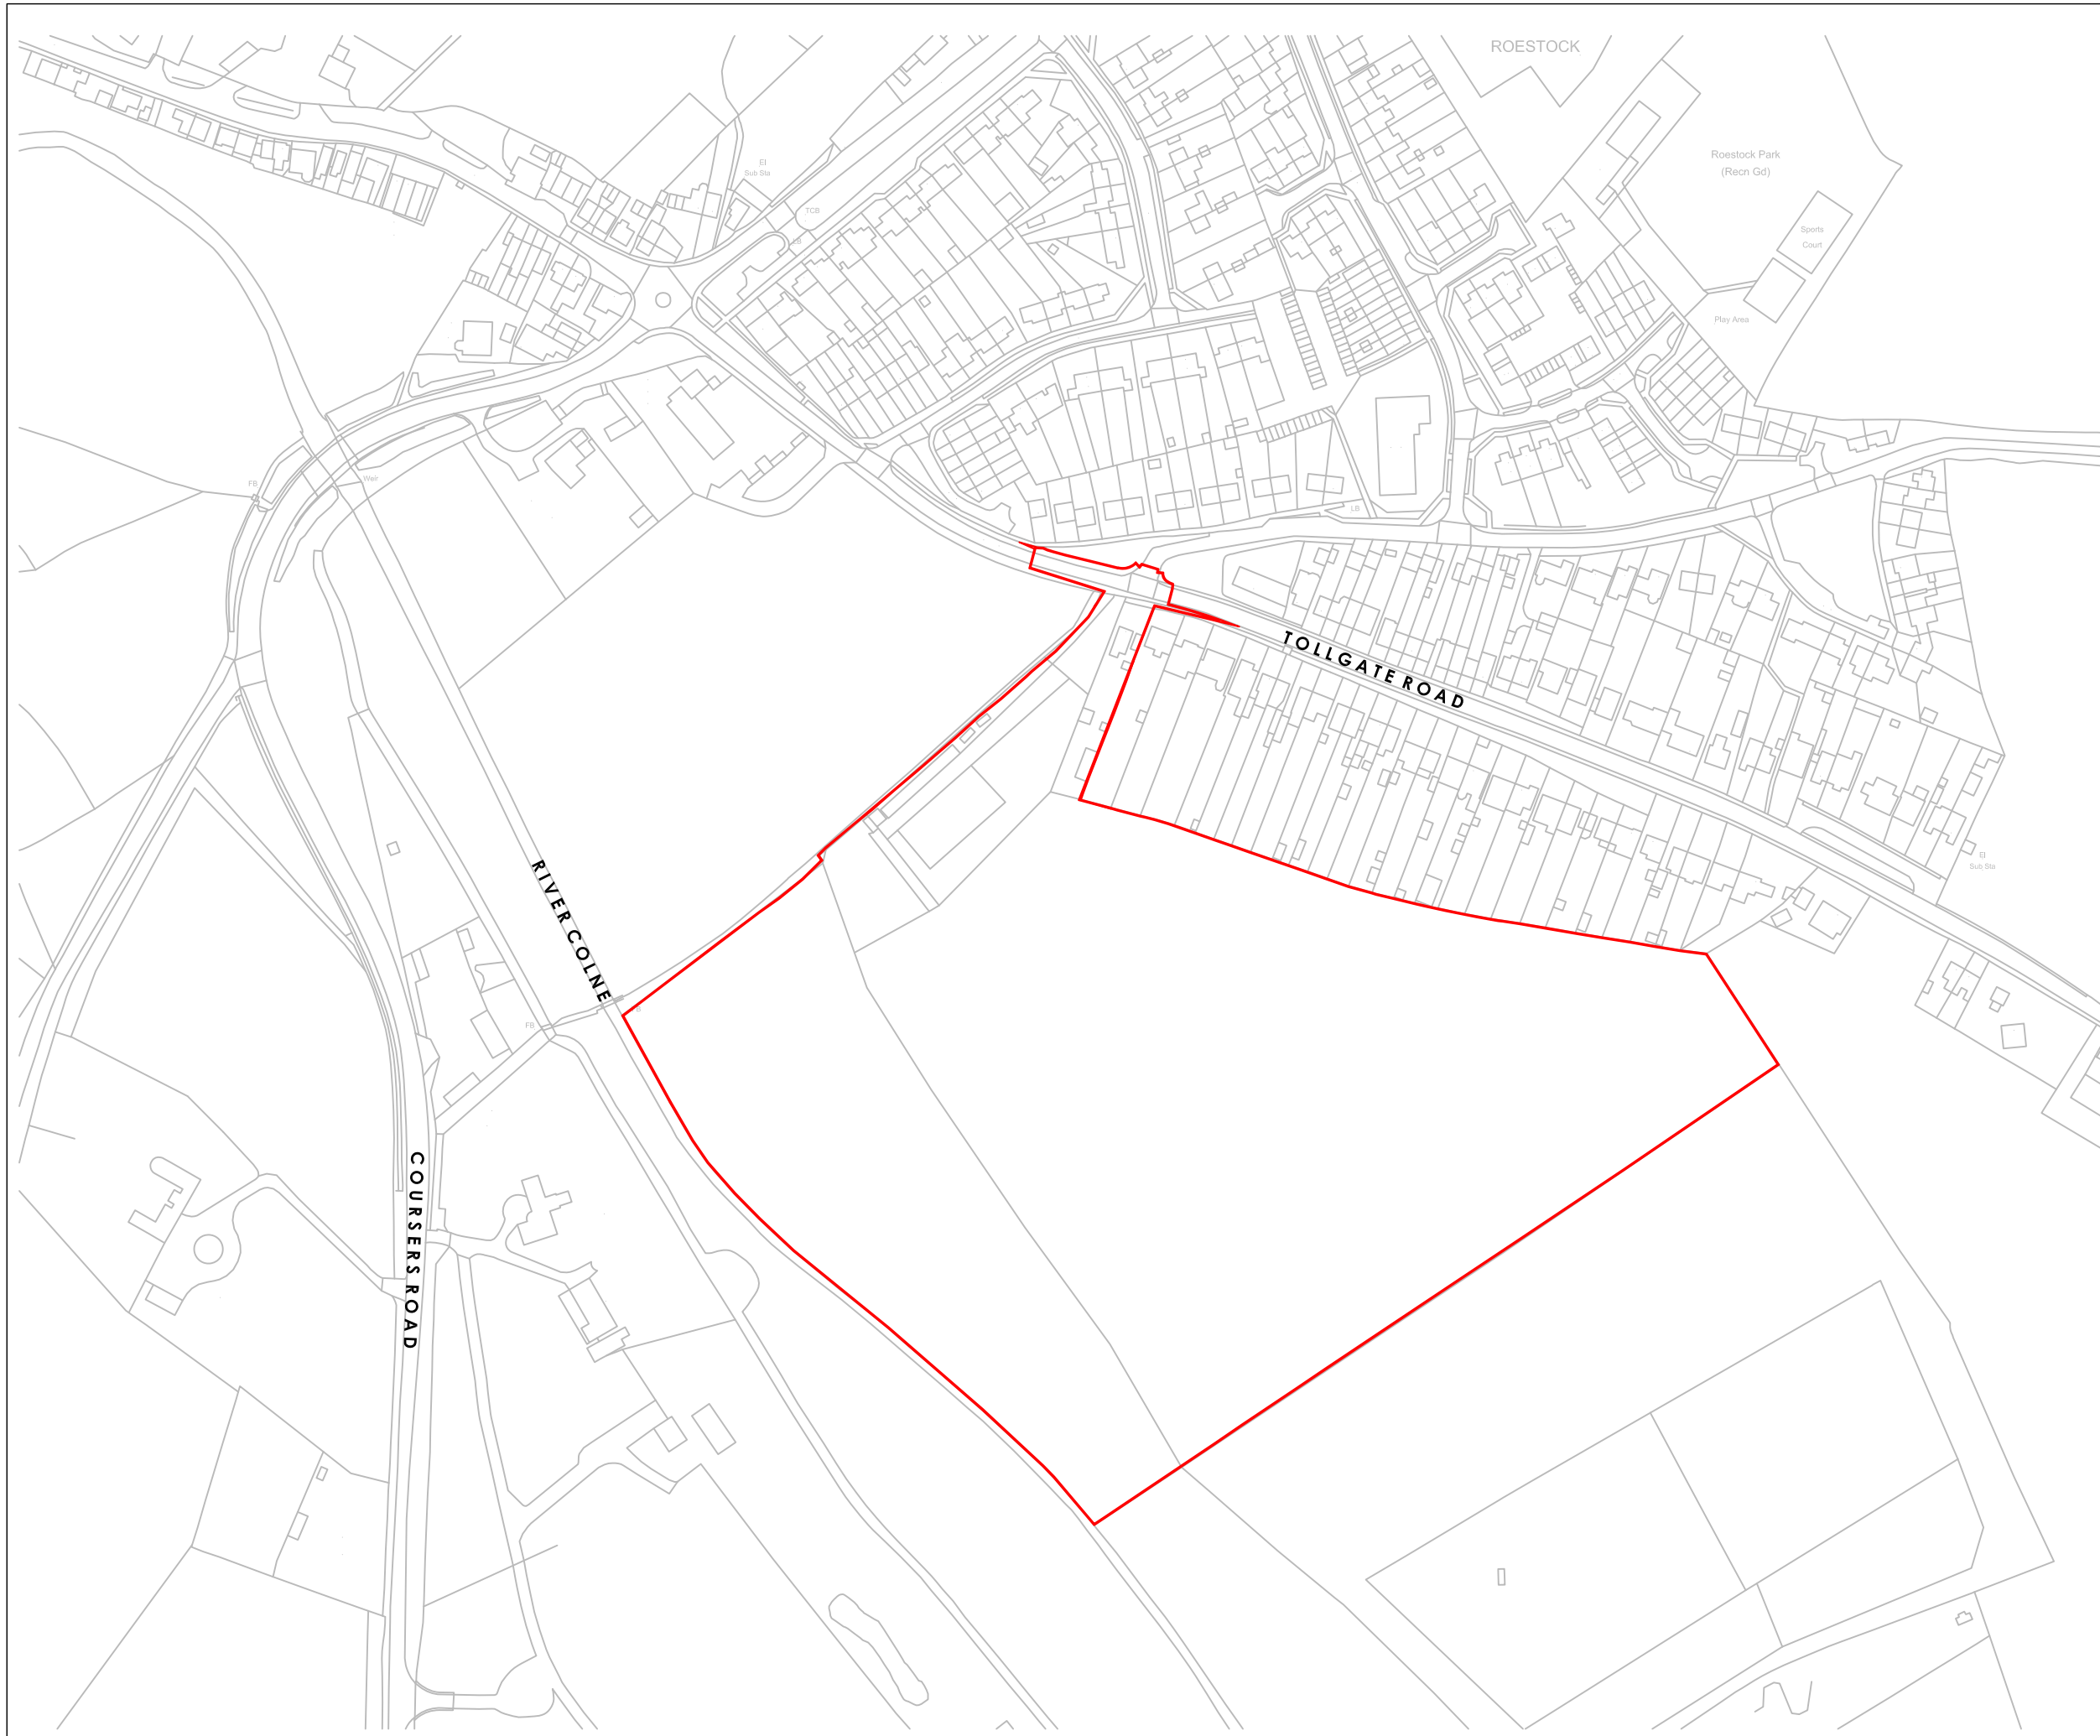 ROESTOCK
Roestock Park
(Recn Gd)
El
Sub Sta
TCB
LB
Sports
Court
Play Area
Weir
FB
LB
TOLLGATE ROAD
El
Sub Sta
RIVER COLNE
FB
COURSERS ROAD